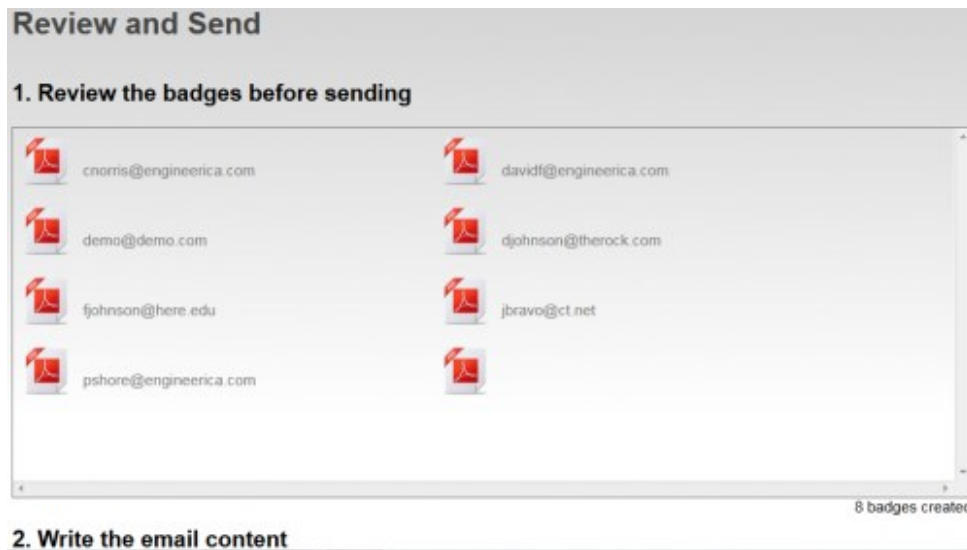 Review and Send
1. Review the badges before sending
cnorris@engineerica.com davidf@engineerica.com
demo@demo.com djohnson@therock.com
fjohnson@here.edu jbravo@ct.net
pshore@engineerica.com
8 badges created
2. Write the email content